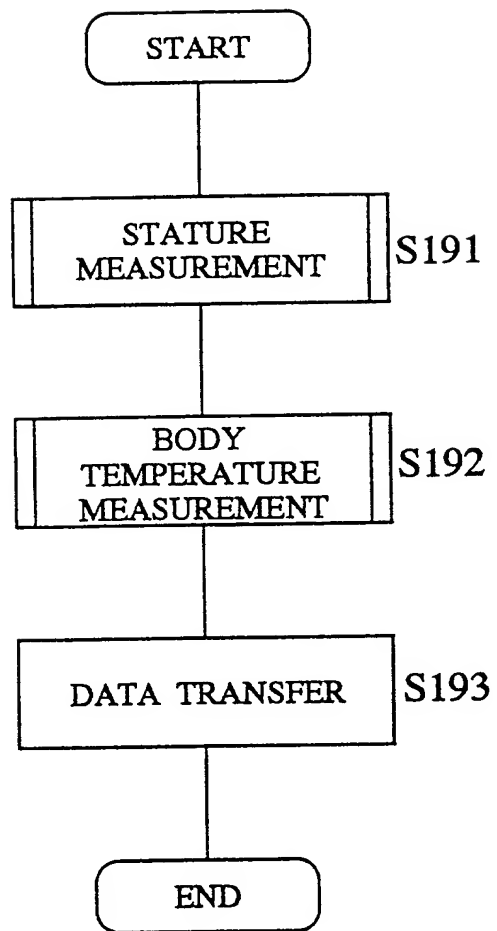 START
STATURE
MEASUREMENT
S191
BODY
TEMPERATURE
MEASUREMENT
S192
DATA TRANSFER
S193
END